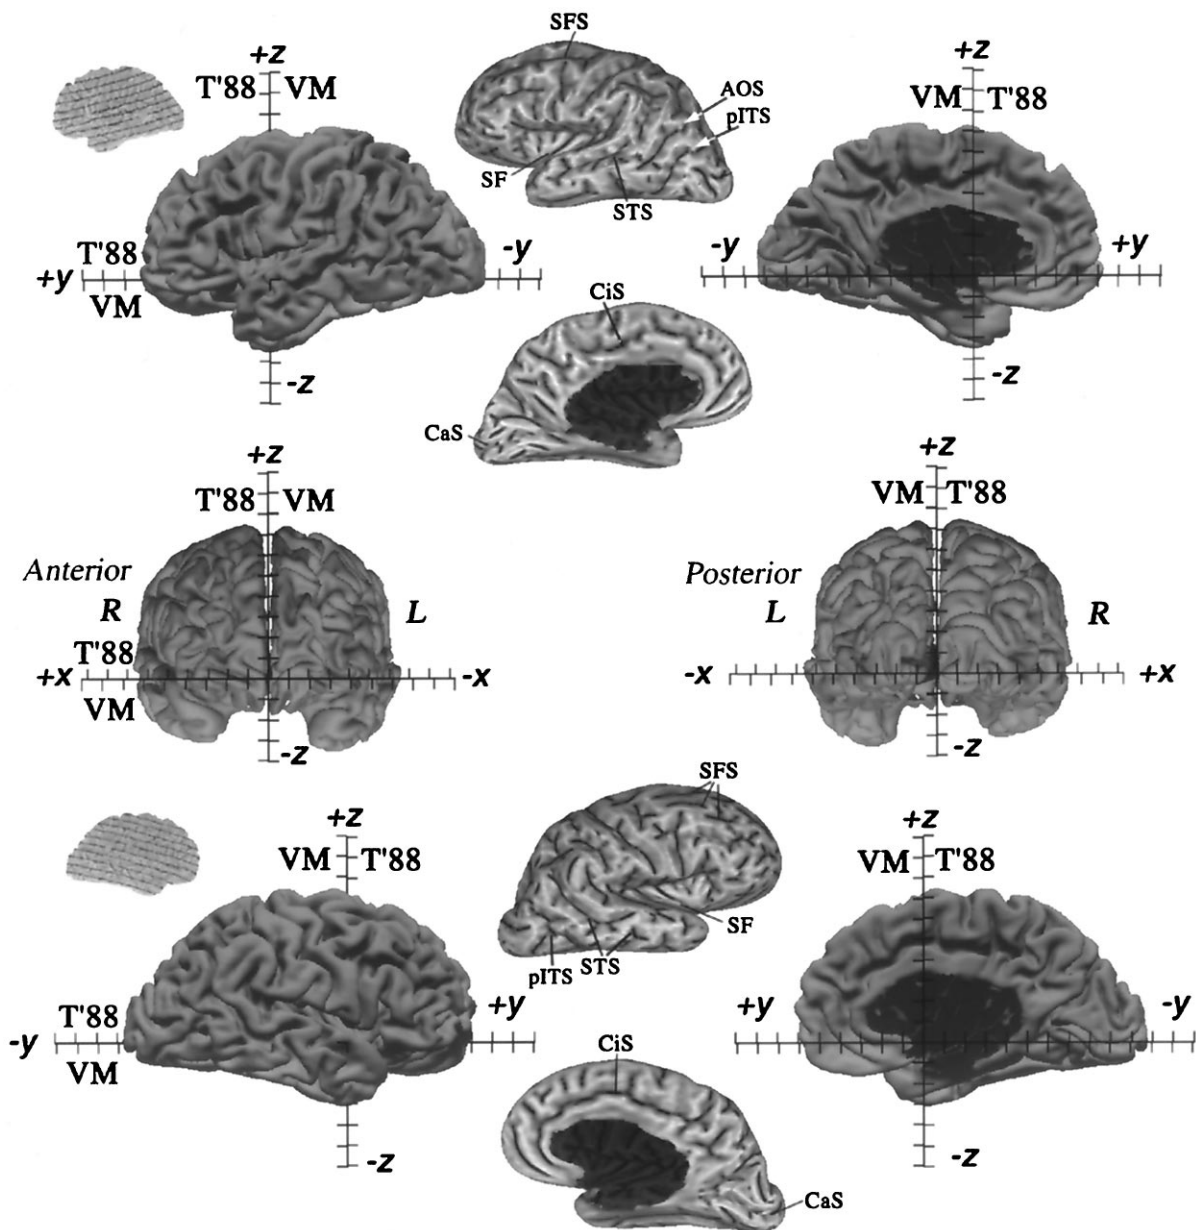 SFS
+z
+z
T'88 VM
AOS
VM T'88
pITS
SF
STS
T'88
-y
-y
+y
+y
VM
CiS
-z
-z
CaS
+z
+z
T'88 VM
VM T'88
Anterior
Posterior
R
L
L
R
T'88
+x
-x
-x
+x
VM
-z
-z
SFS
+z
+z
VM T'88
VM T'88
SF
STS
pITS
T'88
+y
+y
-y
-y
VM
CiS
-z
-z
CaS